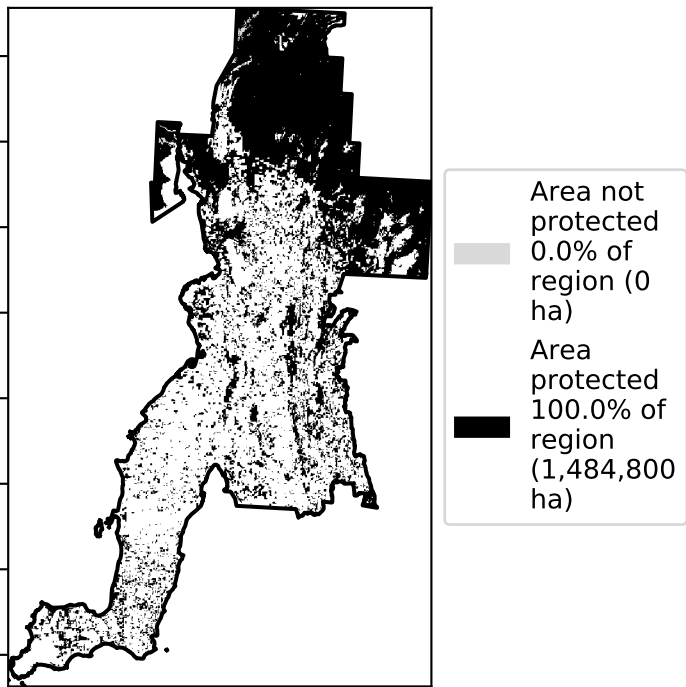 Area not
protected
0.0% of
region (0
ha)
Area
protected
100.0% of
region
(1,484,800
ha)